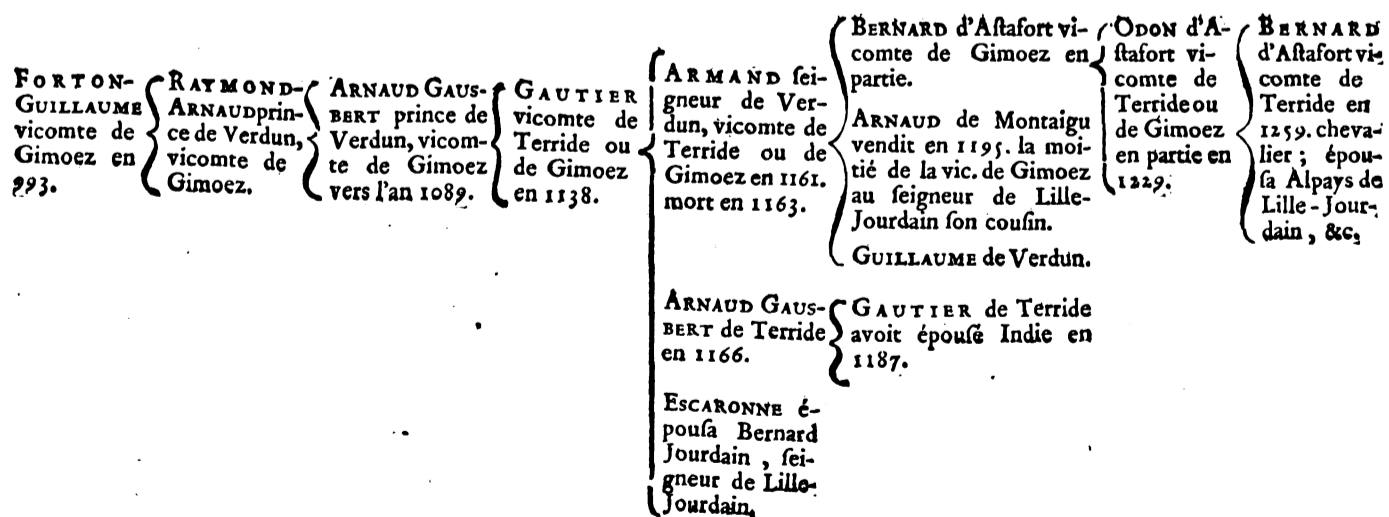 FORTON-
GUILLAUME
vicomte de
Gimoez en
993.
RAYMOND-
ARNAUD prin-
ce de Verdun,
vicomte de
Gimoez.
ARNAUD GAUS-
BERT prince de
Verdun, vicom-
te de Gimoez
vers l'an 1089.
GAUTIER
vicomte de
Terride ou
de Gimoez
en 1138.
ARMAND ſei-
gneur de Ver-
dun, vicomte de
Terride ou de
Gimoez en 1161.
mort en 1163.
BERNARD d'Aſtafort vi-
comte de Gimoez en
partie.
ARNAUD de Montaigu
vendit en 1195. la moi-
tié de la vic. de Gimoez
au ſeigneur de Lille-
Jourdain ſon couſin.
GUILLAUME de Verdun.
ODON d'A-
ſtafort vi-
comte de
Terride ou
de Gimoez
en partie en
1229.
BERNARD
d'Aſtafort vi-
comte de
Terride en
1259. cheva-
lier ; épou-
ſa Alpays de
Lille-Jour-
dain, &c.
ARNAUD GAUS-
BERT de Terride
en 1166.
GAUTIER de Terride
avoit épouſé Indie en
1187.
ESCARONNE é-
pouſa Bernard
Jourdain, ſei-
gneur de Lille-
Jourdain.